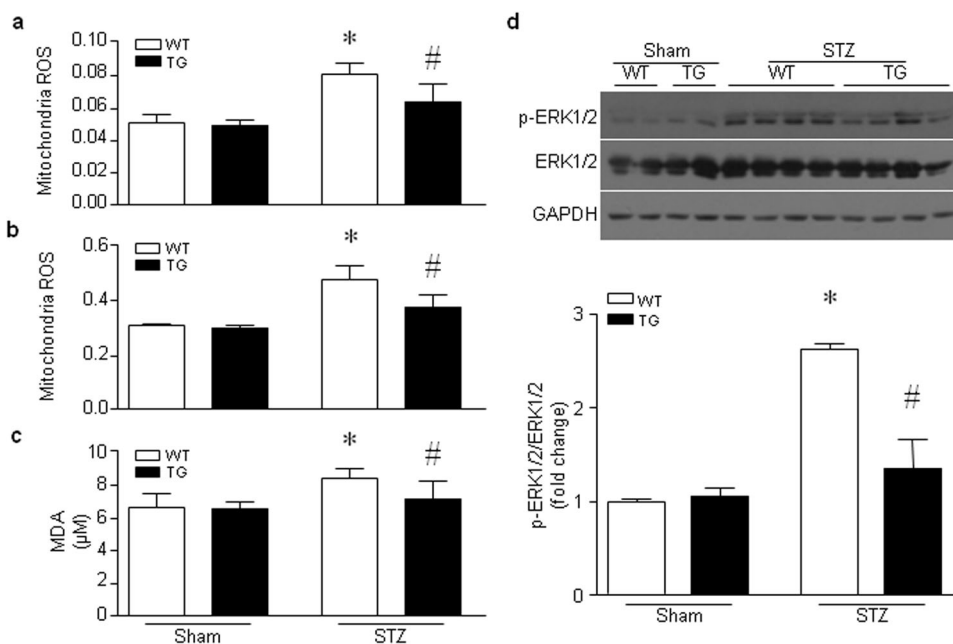 a
Mitochondria ROS
0.10
0.08
0.06
0.04
0.02
0.00
WT
TG
*
#
b
Mitochondria ROS
0.6
0.4
0.2
0.0
WT
TG
*
#
c
MDA
(µM)
10
8
6
4
2
0
WT
TG
*
#
Sham STZ
d
Sham STZ
WT TG WT TG
p-ERK1/2
ERK1/2
GAPDH
WT
TG
p-ERK1/2/ERK1/2
(fold change)
3
2
1
0
*
#
Sham STZ